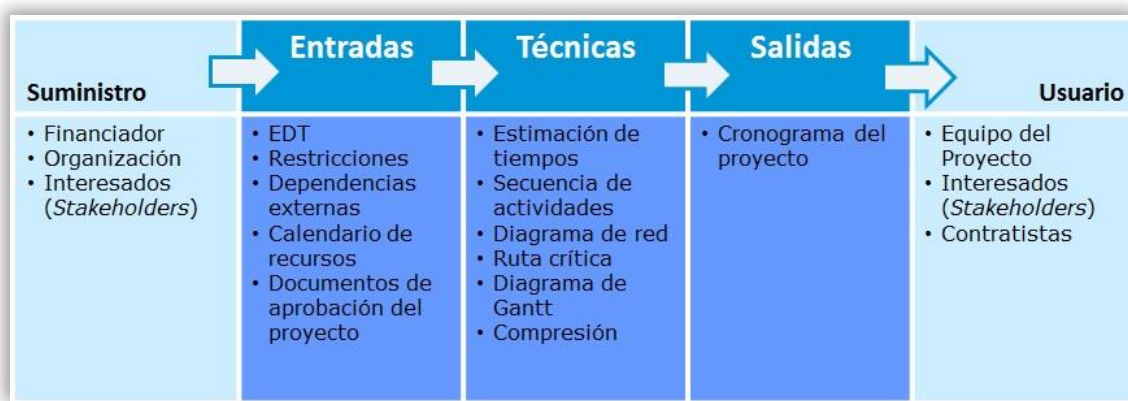 Suministro
• Financiador
• Organización
• Interesados
(Stakeholders)
Entradas
• EDT
• Restricciones
• Dependencias
externas
• Calendario de
recursos
• Documentos de
aprobación del
proyecto
Técnicas
• Estimación de
tiempos
• Secuencia de
actividades
• Diagrama de red
• Ruta crítica
• Diagrama de
Gantt
• Compresión
Salidas
• Cronograma del
proyecto
Usuario
• Equipo del
Proyecto
• Interesados
(Stakeholders)
• Contratistas